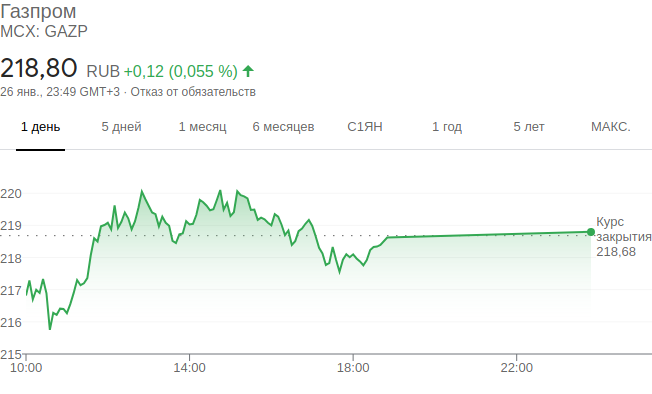 Газпром
MCX: GAZP
218,80 RUB +0,12 (0,055 %)
26 янв., 23:49 GMT+3 · Отказ от обязательств
1 день 5 дней 1 месяц 6 месяцев С1ЯН 1 год 5 лет МАКС.
220
219
218
217
216
215
Курс
закрытия
218,68
10:00 14:00 18:00 22:00